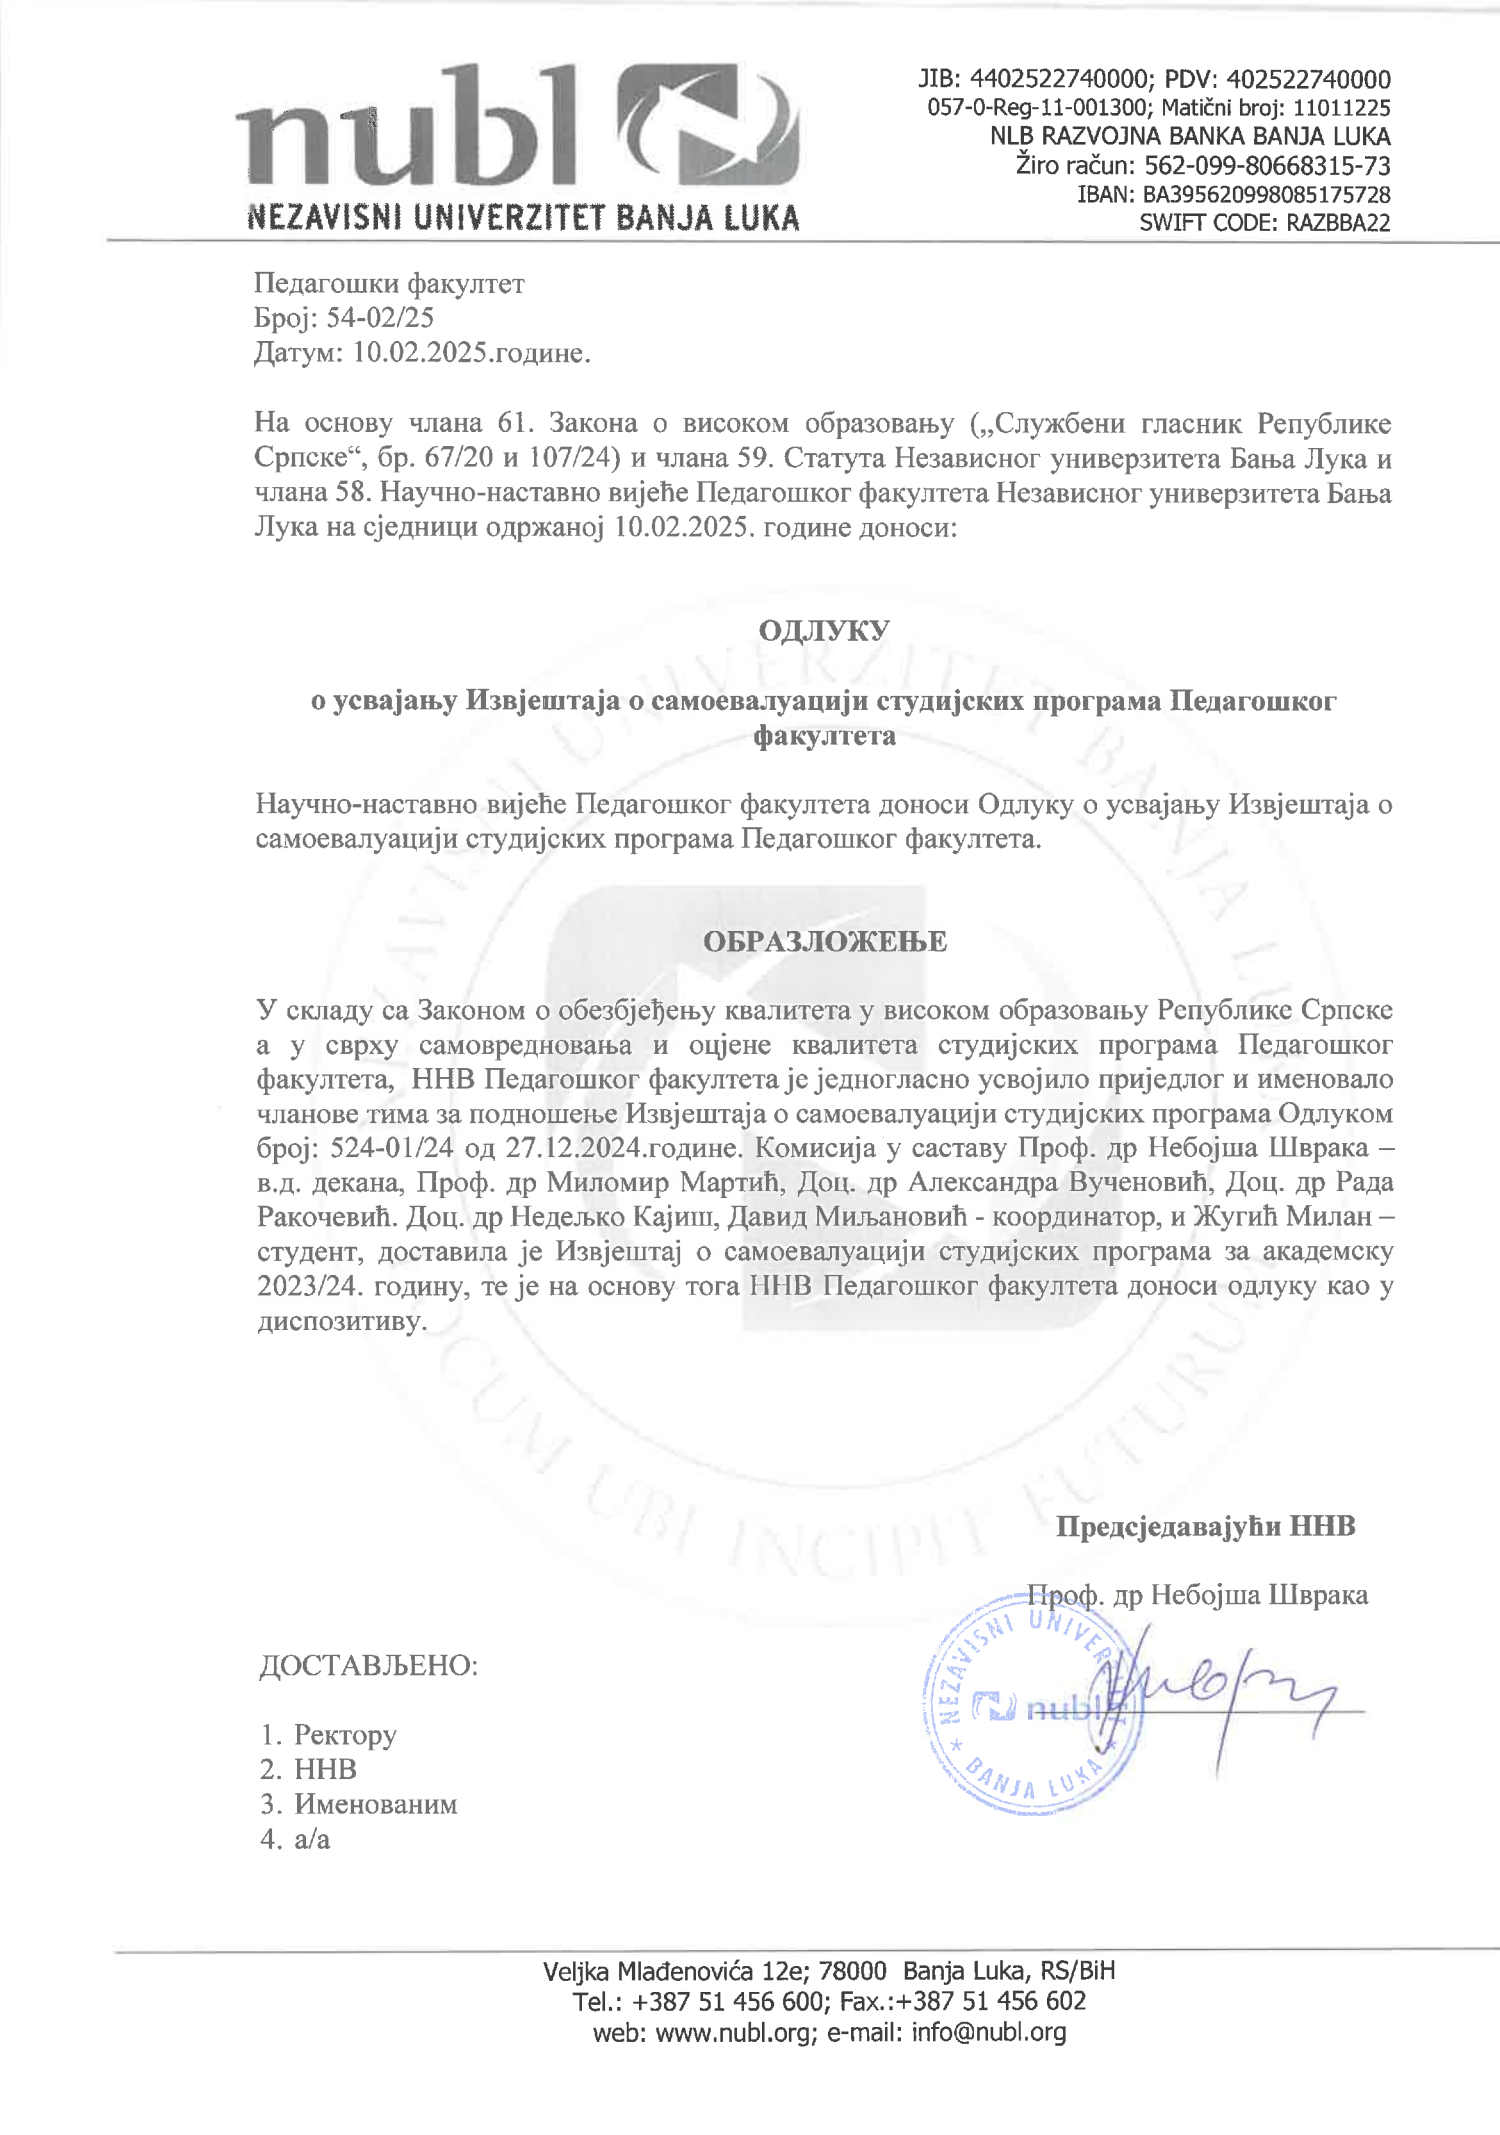 nubl
NEZAVISNI UNIVERZITET BANJA LUKA
JIB: 4402522740000; PDV: 402522740000
057-0-Reg-11-001300; Matični broj: 11011225
NLB RAZVOJNA BANKA BANJA LUKA
Žiro račun: 562-099-80668315-73
IBAN: BA395620998085175728
SWIFT CODE: RAZBBA22
Педагошки факултет
Број: 54-02/25
Датум: 10.02.2025.године.
На основу члана 61. Закона о високом образовању („Службени гласник Републике
Српске“, бр. 67/20 и 107/24) и члана 59. Статута Независног универзитета Бања Лука и
члана 58. Научно-наставно вијеће Педагошког факултета Независног универзитета Бања
Лука на сједници одржаној 10.02.2025. године доноси:
ОДЛУКУ
о усвајању Извјештаја о самоевалуацији студијских програма Педагошког
факултета
Научно-наставно вијеће Педагошког факултета доноси Одлуку о усвајању Извјештаја о
самоевалуацији студијских програма Педагошког факултета.
ОБРАЗЛОЖЕЊЕ
У складу са Законом о обезбјеђењу квалитета у високом образовању Републике Српске
а у сврху самовредновања и оцјене квалитета студијских програма Педагошког
факултета, ННВ Педагошког факултета је једногласно усвојило приједлог и именовало
чланове тима за подношење Извјештаја о самоевалуацији студијских програма Одлуком
број: 524-01/24 од 27.12.2024.године. Комисија у саставу Проф. др Небојша Шврака –
в.д. декана, Проф. др Миломир Мартић, Доц. др Александра Вученовић, Доц. др Рада
Ракочевић. Доц. др Недељко Кајиш, Давид Миљановић - координатор, и Жугић Милан –
студент, доставила је Извјештај о самоевалуацији студијских програма за академску
2023/24. годину, те је на основу тога ННВ Педагошког факултета доноси одлуку као у
диспозитиву.
Предсједавајући ННВ
Проф. др Небојша Шврака
NEZAVISNI UNIVERZITET
nubl
* BANJA LUKA *
ДОСТАВЉЕНО:
1. Ректору
2. ННВ
3. Именованим
4. а/а
Veljka Mlađenovića 12e; 78000 Banja Luka, RS/BiH
Tel.: +387 51 456 600; Fax.:+387 51 456 602
web: www.nubl.org; e-mail: info@nubl.org